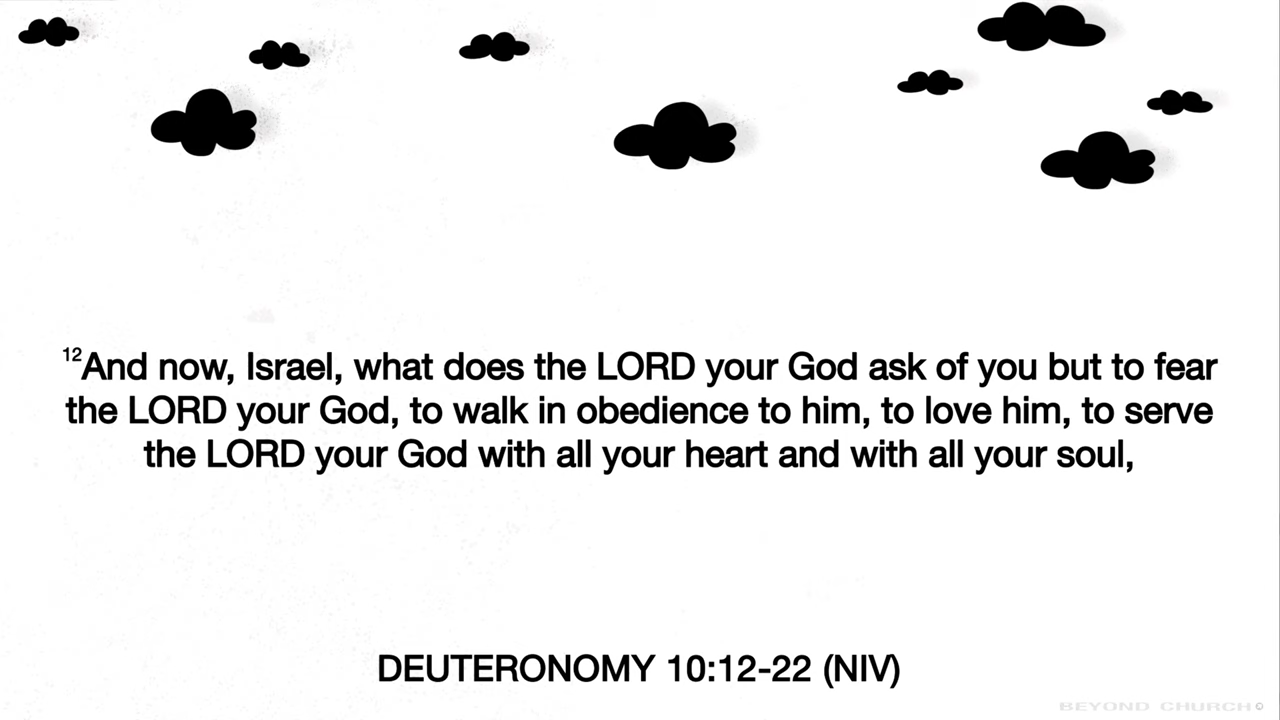 12And now, Israel, what does the LORD your God ask of you but to fear
the LORD your God, to walk in obedience to him, to love him, to serve
the LORD your God with all your heart and with all your soul,
DEUTERONOMY 10:12-22 (NIV)
BEYOND CHURCH©